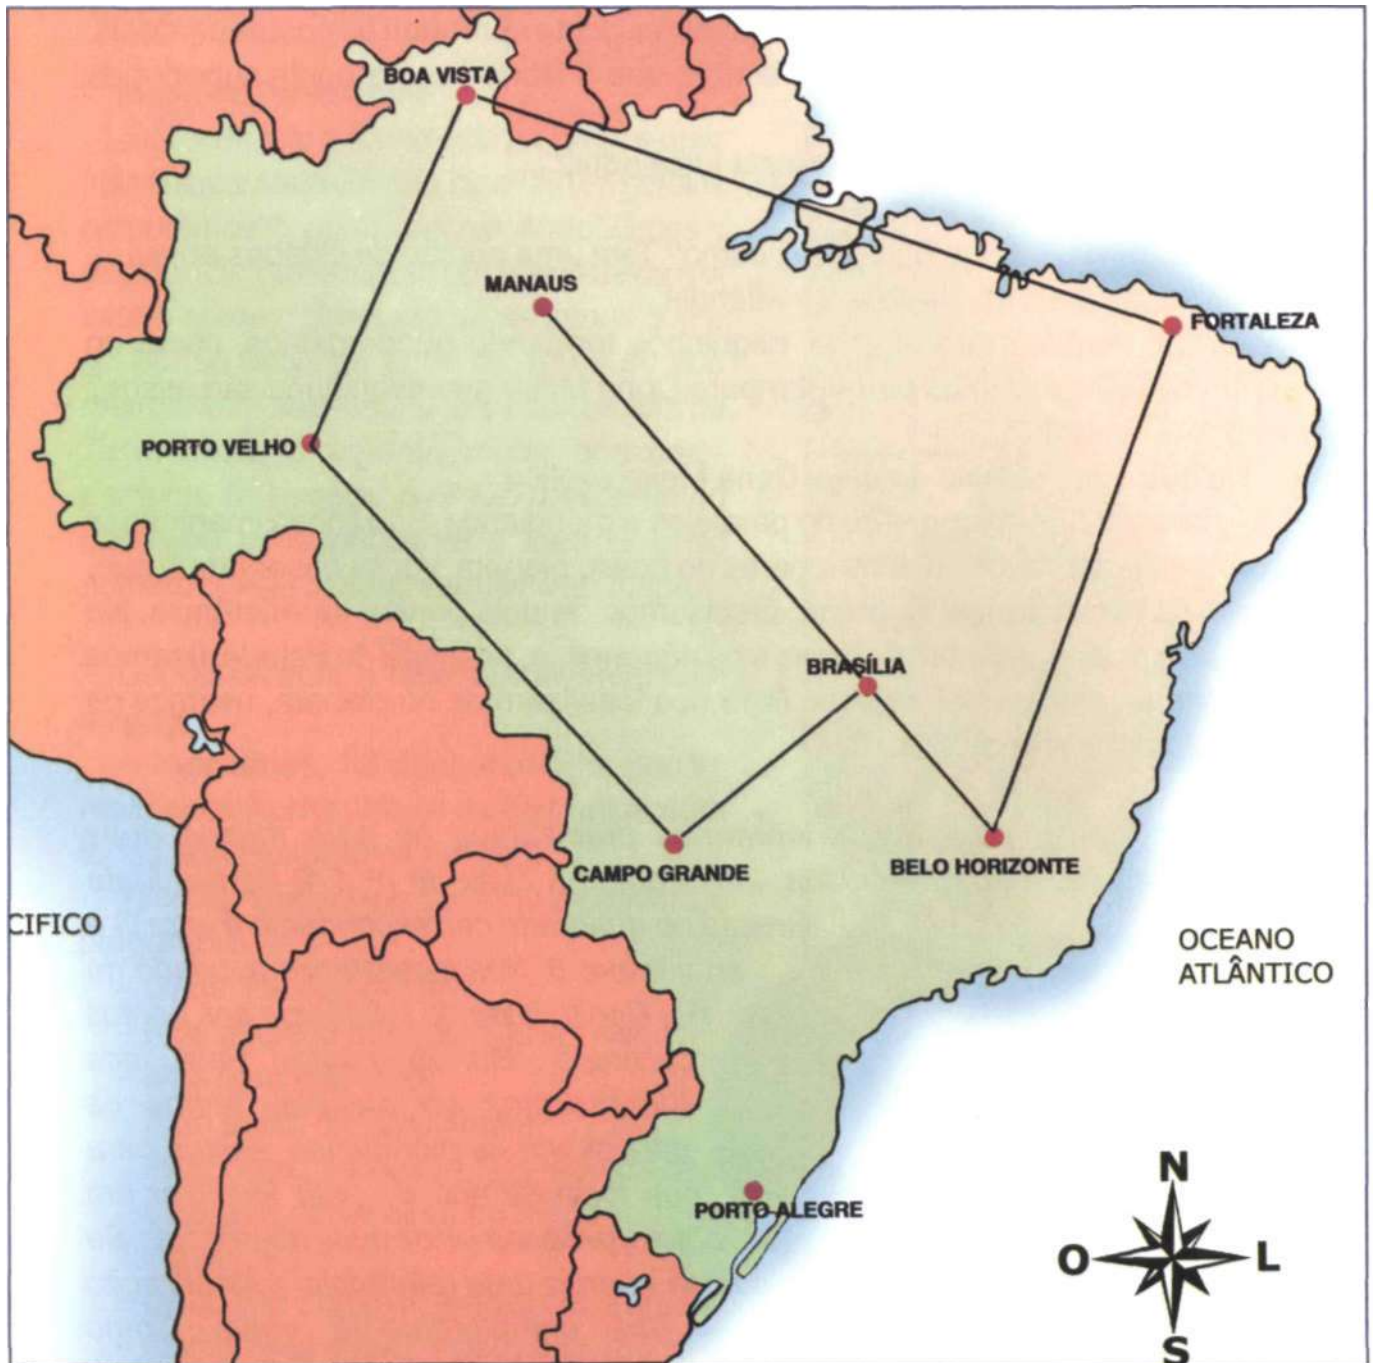 BOA VISTA
MANAUS
FORTALEZA
PORTO VELHO
BRASÍLIA
CAMPO GRANDE
BELO HORIZONTE
CIFICO
OCEANO
ATLÂNTICO
PORTO ALEGRE
N
O
L
S